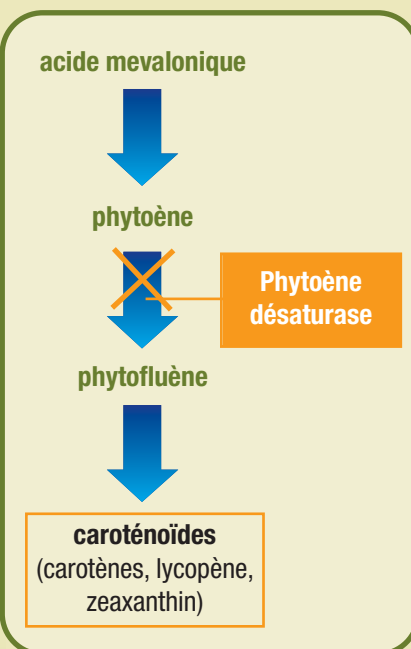 acide mevalonique
phytoène
Phytoène
désaturase
phytofluène
caroténoïdes
(carotènes, lycopène,
zeaxanthin)